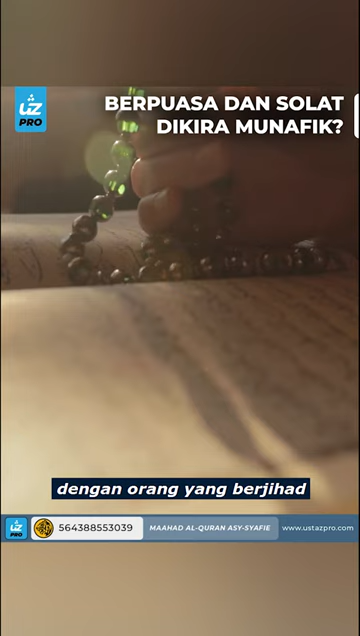 UZ
PRO
BERPUASA DAN SOLAT
DIKIRA MUNAFIK?
dengan orang yang berjihad
UZ
PRO
564388553039
MAAHAD AL-QURAN ASY-SYAFIE
www.ustazpro.com